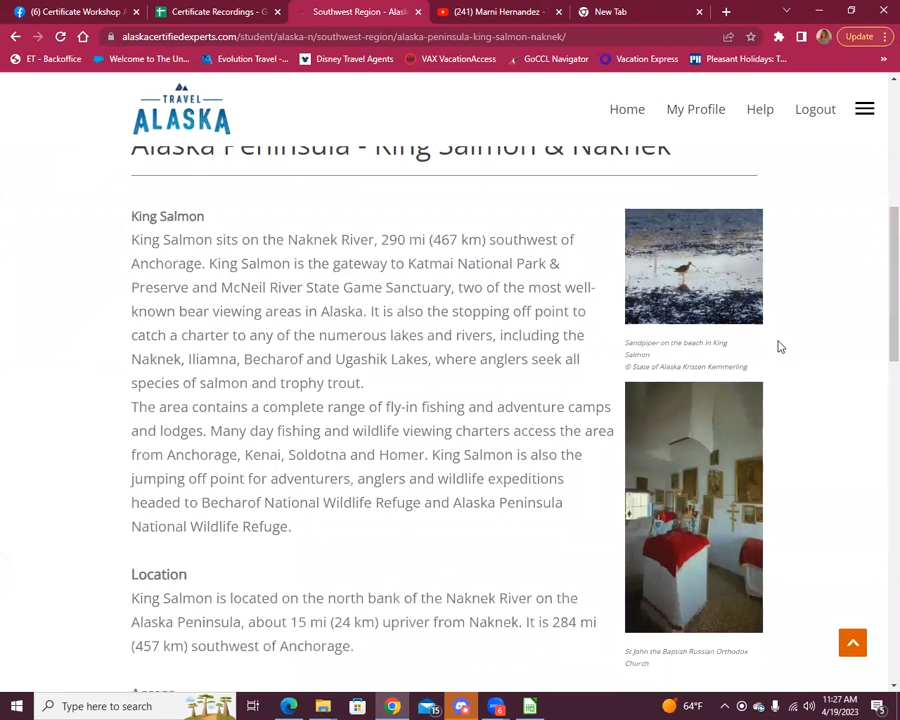 (6) Certificate Workshop A
Certificate Recordings - G
Southwest Region - Alask
(241) Marni Hernandez -
New Tab
alaskacertifiedexperts.com/student/alaska-n/southwest-region/alaska-peninsula-king-salmon-naknek/
Update
ET - Backoffice
Welcome to The Un...
Evolution Travel -...
Disney Travel Agents
VAX VacationAccess
GoCCL Navigator
Vacation Express
Pleasant Holidays: T...
»
TRAVEL
ALASKA
Home
My Profile
Help
Logout
Alaska Peninsula - King Salmon & Naknek
King Salmon
King Salmon sits on the Naknek River, 290 mi (467 km) southwest of
Anchorage. King Salmon is the gateway to Katmai National Park &
Preserve and McNeil River State Game Sanctuary, two of the most well-
known bear viewing areas in Alaska. It is also the stopping off point to
catch a charter to any of the numerous lakes and rivers, including the
Naknek, Iliamna, Becharof and Ugashik Lakes, where anglers seek all
species of salmon and trophy trout.
The area contains a complete range of fly-in fishing and adventure camps
and lodges. Many day fishing and wildlife viewing charters access the area
from Anchorage, Kenai, Soldotna and Homer. King Salmon is also the
jumping off point for adventurers, anglers and wildlife expeditions
headed to Becharof National Wildlife Refuge and Alaska Peninsula
National Wildlife Refuge.
Sandpiper on the beach in King
Salmon
© State of Alaska Kristen Kemmerling
St John the Baptist Russian Orthodox
Church
Location
King Salmon is located on the north bank of the Naknek River on the
Alaska Peninsula, about 15 mi (24 km) upriver from Naknek. It is 284 mi
(457 km) southwest of Anchorage.
Access
Type here to search
15
6
64°F
11:27 AM
4/19/2023
5